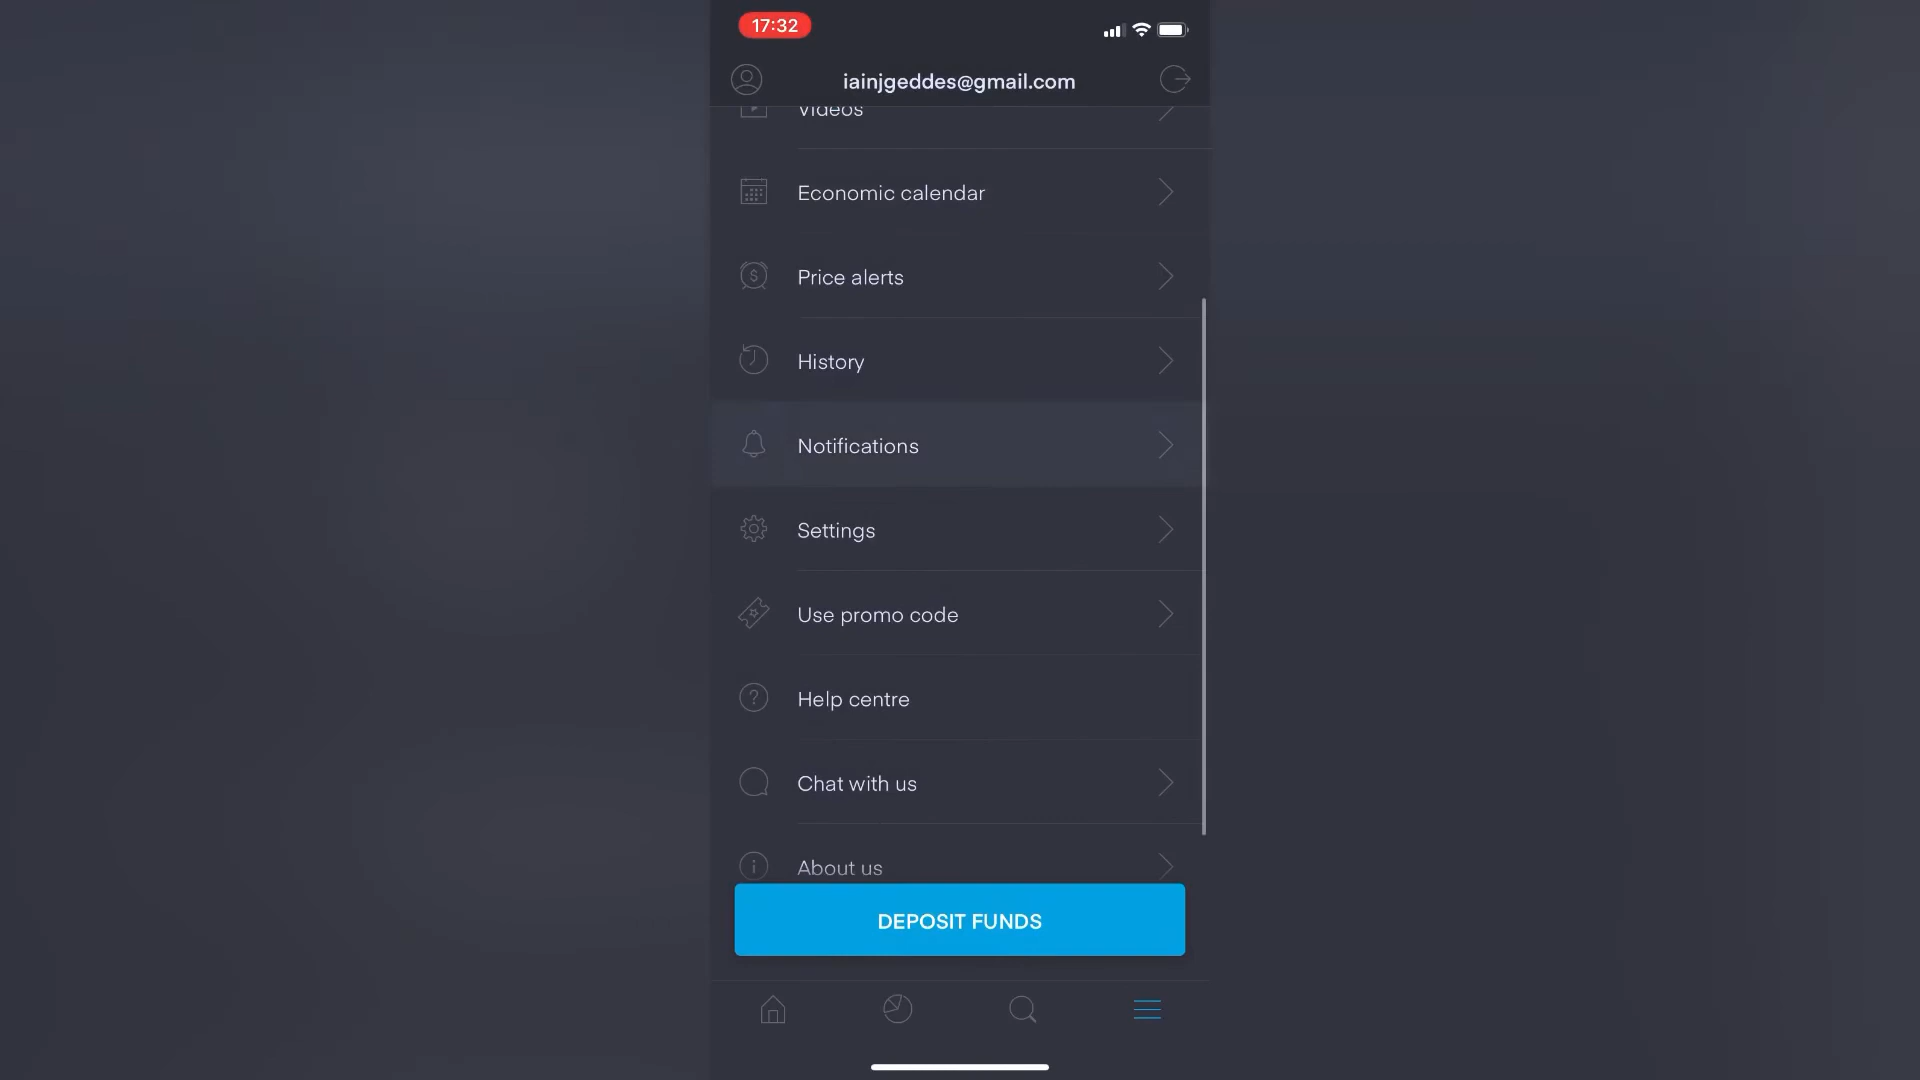 17:32
iainjgeddes@gmail.com
Videos
Economic calendar
Price alerts
History
Notifications
Settings
Use promo code
Help centre
Chat with us
About us
DEPOSIT FUNDS